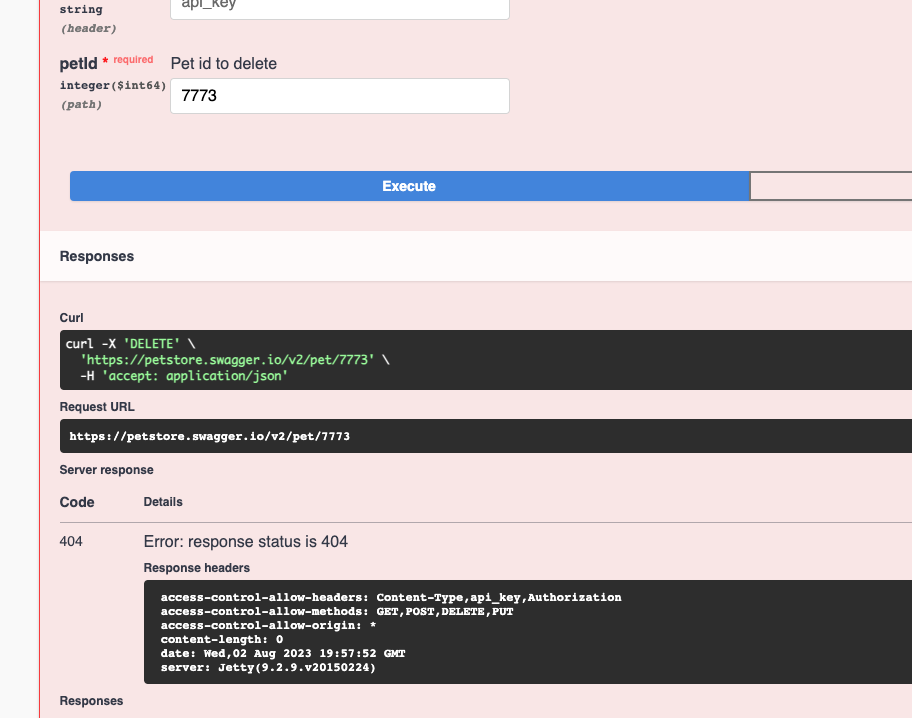 string
api_key
(header)
petId * required
Pet id to delete
integer($int64)
(path)
7773
Execute
Responses
Curl
curl -X 'DELETE' \
'https://petstore.swagger.io/v2/pet/7773' \
-H 'accept: application/json'
Request URL
https://petstore.swagger.io/v2/pet/7773
Server response
Code Details
404 Error: response status is 404
Response headers
access-control-allow-headers: Content-Type,api_key,Authorization
access-control-allow-methods: GET,POST,DELETE,PUT
access-control-allow-origin: *
content-length: 0
date: Wed,02 Aug 2023 19:57:52 GMT
server: Jetty(9.2.9.v20150224)
Responses